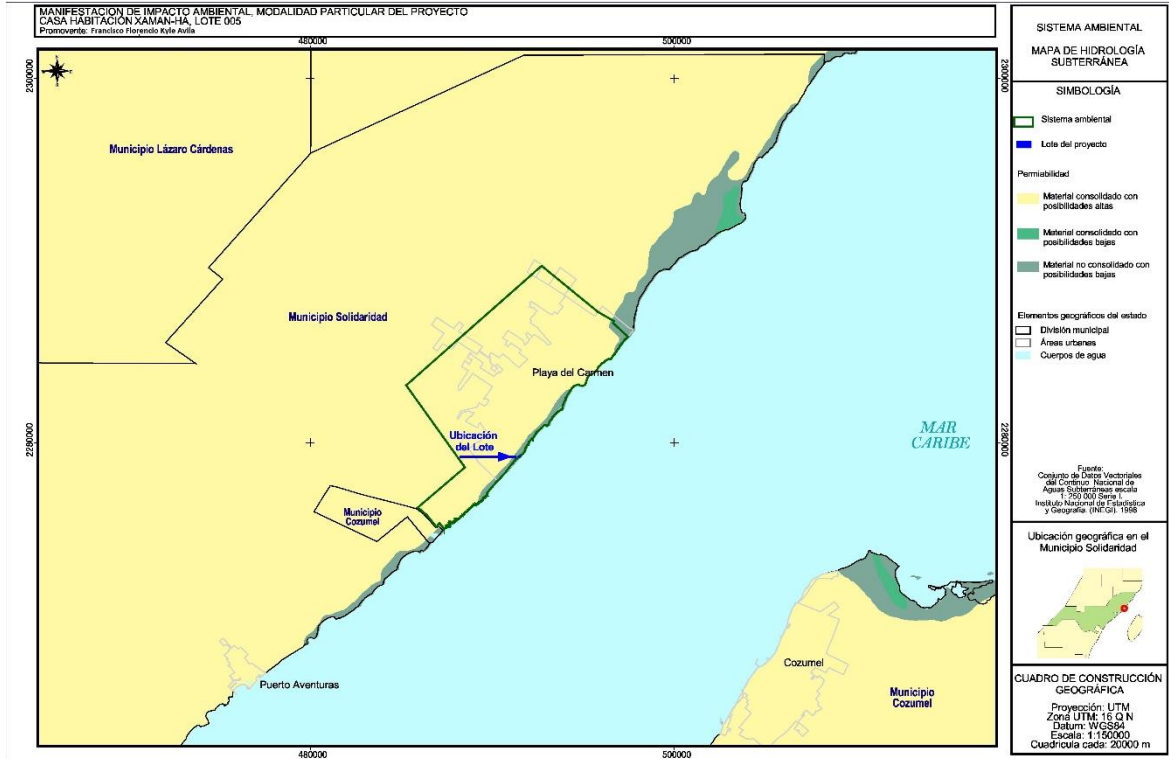 MANIFESTACION DE IMPACTO AMBIENTAL, MODALIDAD PARTICULAR DEL PROYECTO
CASA HABITACIÓN XAMAN-HÁ, LOTE 005
Promovente: Francisco Florencio Kyle Avila
480000
500000
2300000
2300000
Municipio Lázaro Cárdenas
Municipio Solidaridad
Playa del Carmen
Ubicación
del Lote
2280000
2280000
MAR
CARIBE
Municipio
Cozumel
Puerto Aventuras
Cozumel
Municipio
Cozumel
480000
500000
SISTEMA AMBIENTAL
MAPA DE HIDROLOGÍA
SUBTERRÁNEA
SIMBOLOGÍA
Sistema ambiental
Lote del proyecto
Permiabilidad
Material consolidado con
posibilidades altas
Material consolidado con
posibilidades bajas
Material no consolidado con
posibilidades bajas
Elementos geográficos del estado
División municipal
Áreas urbanas
Cuerpos de agua
Fuente:
Conjunto de Datos Vectoriales
del Continuo Nacional de
Aguas Subterráneas escala
1: 250 000 Serie I.
Instituto Nacional de Estadística
y Geografía. (INEGI). 1998
Ubicación geográfica en el
Municipio Solidaridad
CUADRO DE CONSTRUCCIÓN
GEOGRÁFICA
Proyección: UTM
Zona UTM: 16 Q N
Datum: WGS84
Escala: 1:150000
Cuadricula cada: 20000 m